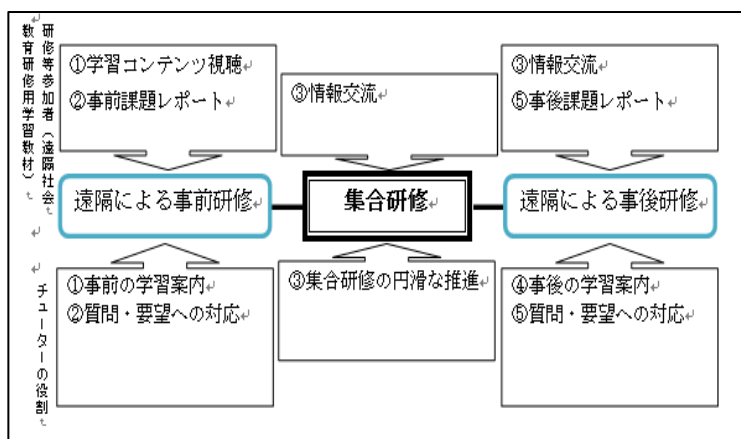 研修等参加者（遠隔社会
教育研修用学習教材）
①学習コンテンツ視聴
②事前課題レポート
③情報交流
③情報交流
⑤事後課題レポート
遠隔による事前研修
集合研修
遠隔による事後研修
チューターの役割
①事前の学習案内
②質問・要望への対応
③集合研修の円滑な推進
④事後の学習案内
⑤質問・要望への対応